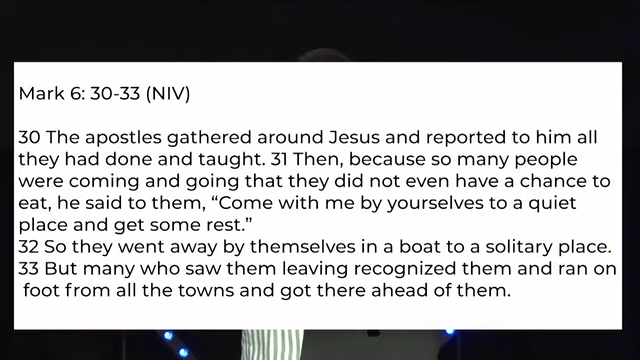 Mark 6: 30-33 (NIV)
30 The apostles gathered around Jesus and reported to him all
they had done and taught. 31 Then, because so many people
were coming and going that they did not even have a chance to
eat, he said to them, “Come with me by yourselves to a quiet
place and get some rest.”
32 So they went away by themselves in a boat to a solitary place.
33 But many who saw them leaving recognized them and ran on
foot from all the towns and got there ahead of them.